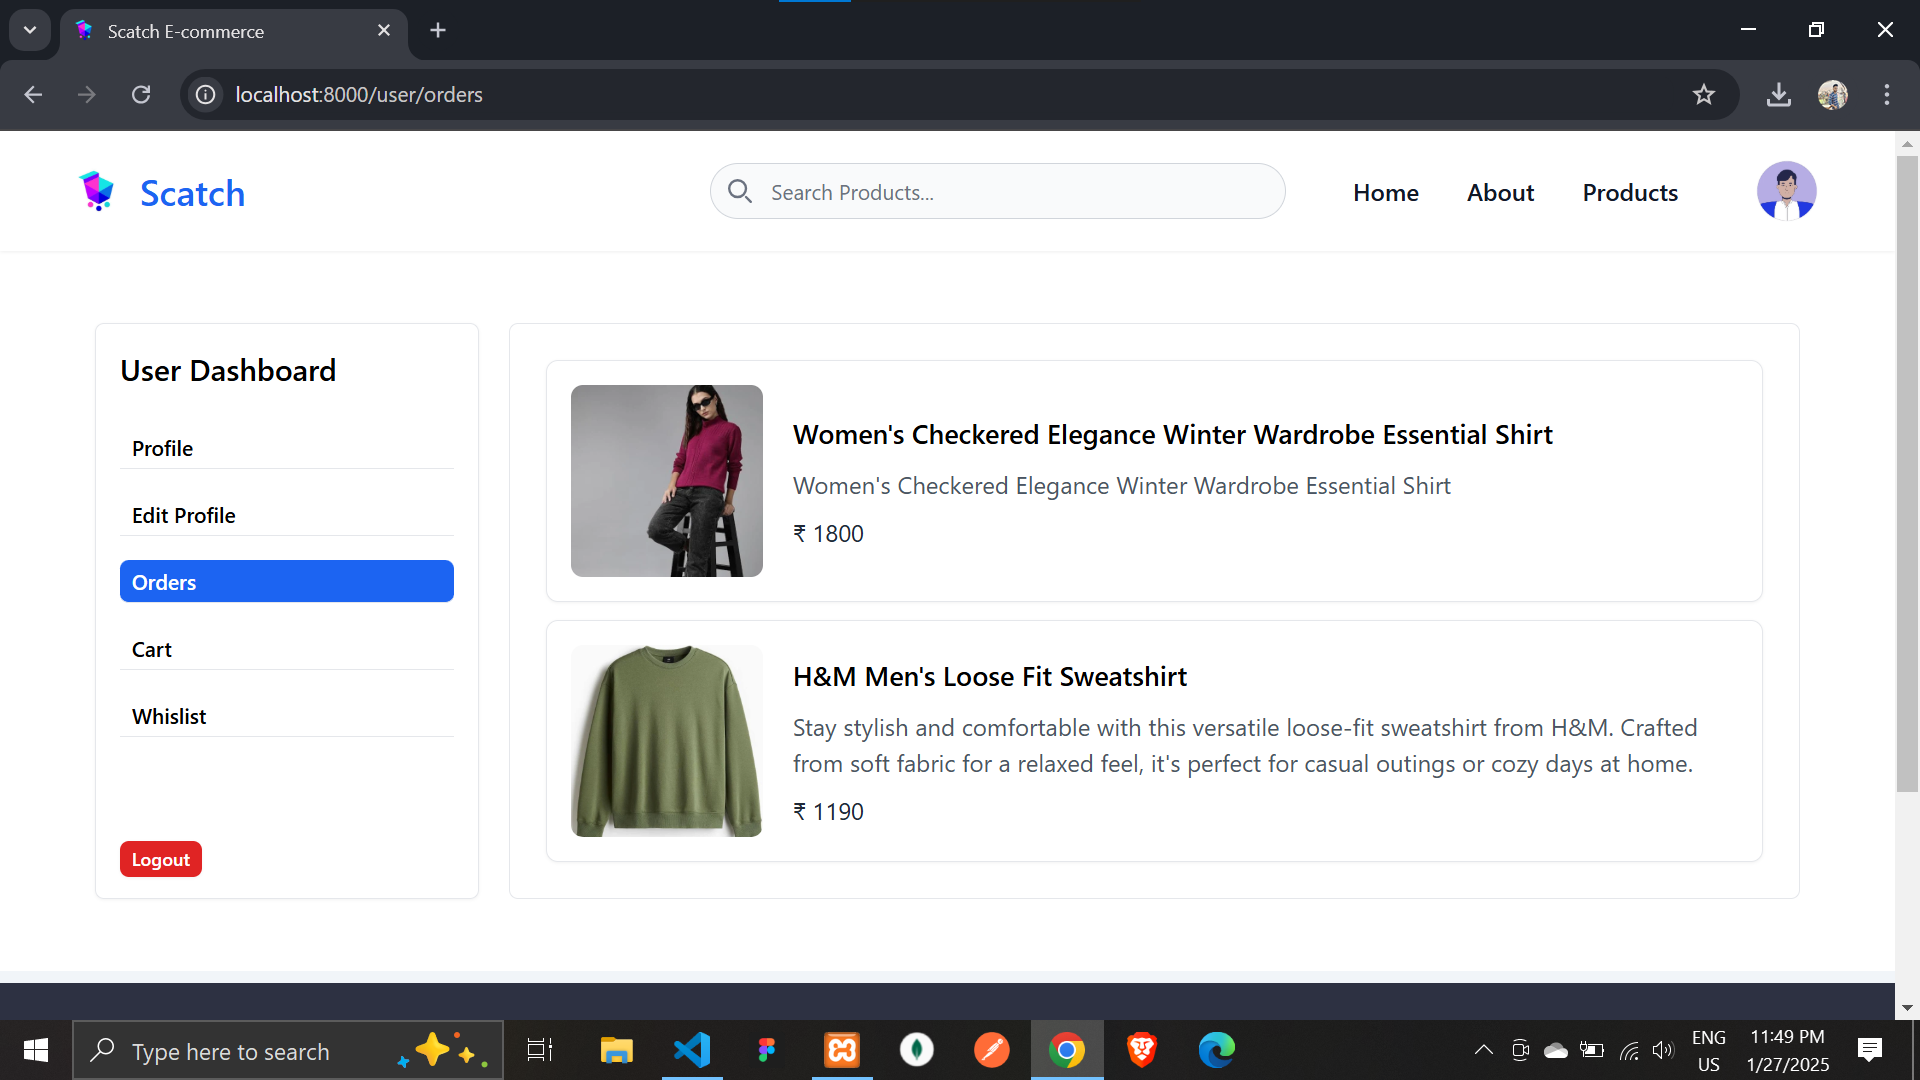 Scatch E-commerce
localhost:8000/user/orders
Scatch
Search Products...
Home
About
Products
User Dashboard
Profile
Edit Profile
Orders
Cart
Whislist
Logout
Women's Checkered Elegance Winter Wardrobe Essential Shirt
Women's Checkered Elegance Winter Wardrobe Essential Shirt
₹ 1800
H&M Men's Loose Fit Sweatshirt
Stay stylish and comfortable with this versatile loose-fit sweatshirt from H&M. Crafted
from soft fabric for a relaxed feel, it's perfect for casual outings or cozy days at home.
₹ 1190
Type here to search
ENG
US
11:49 PM
1/27/2025